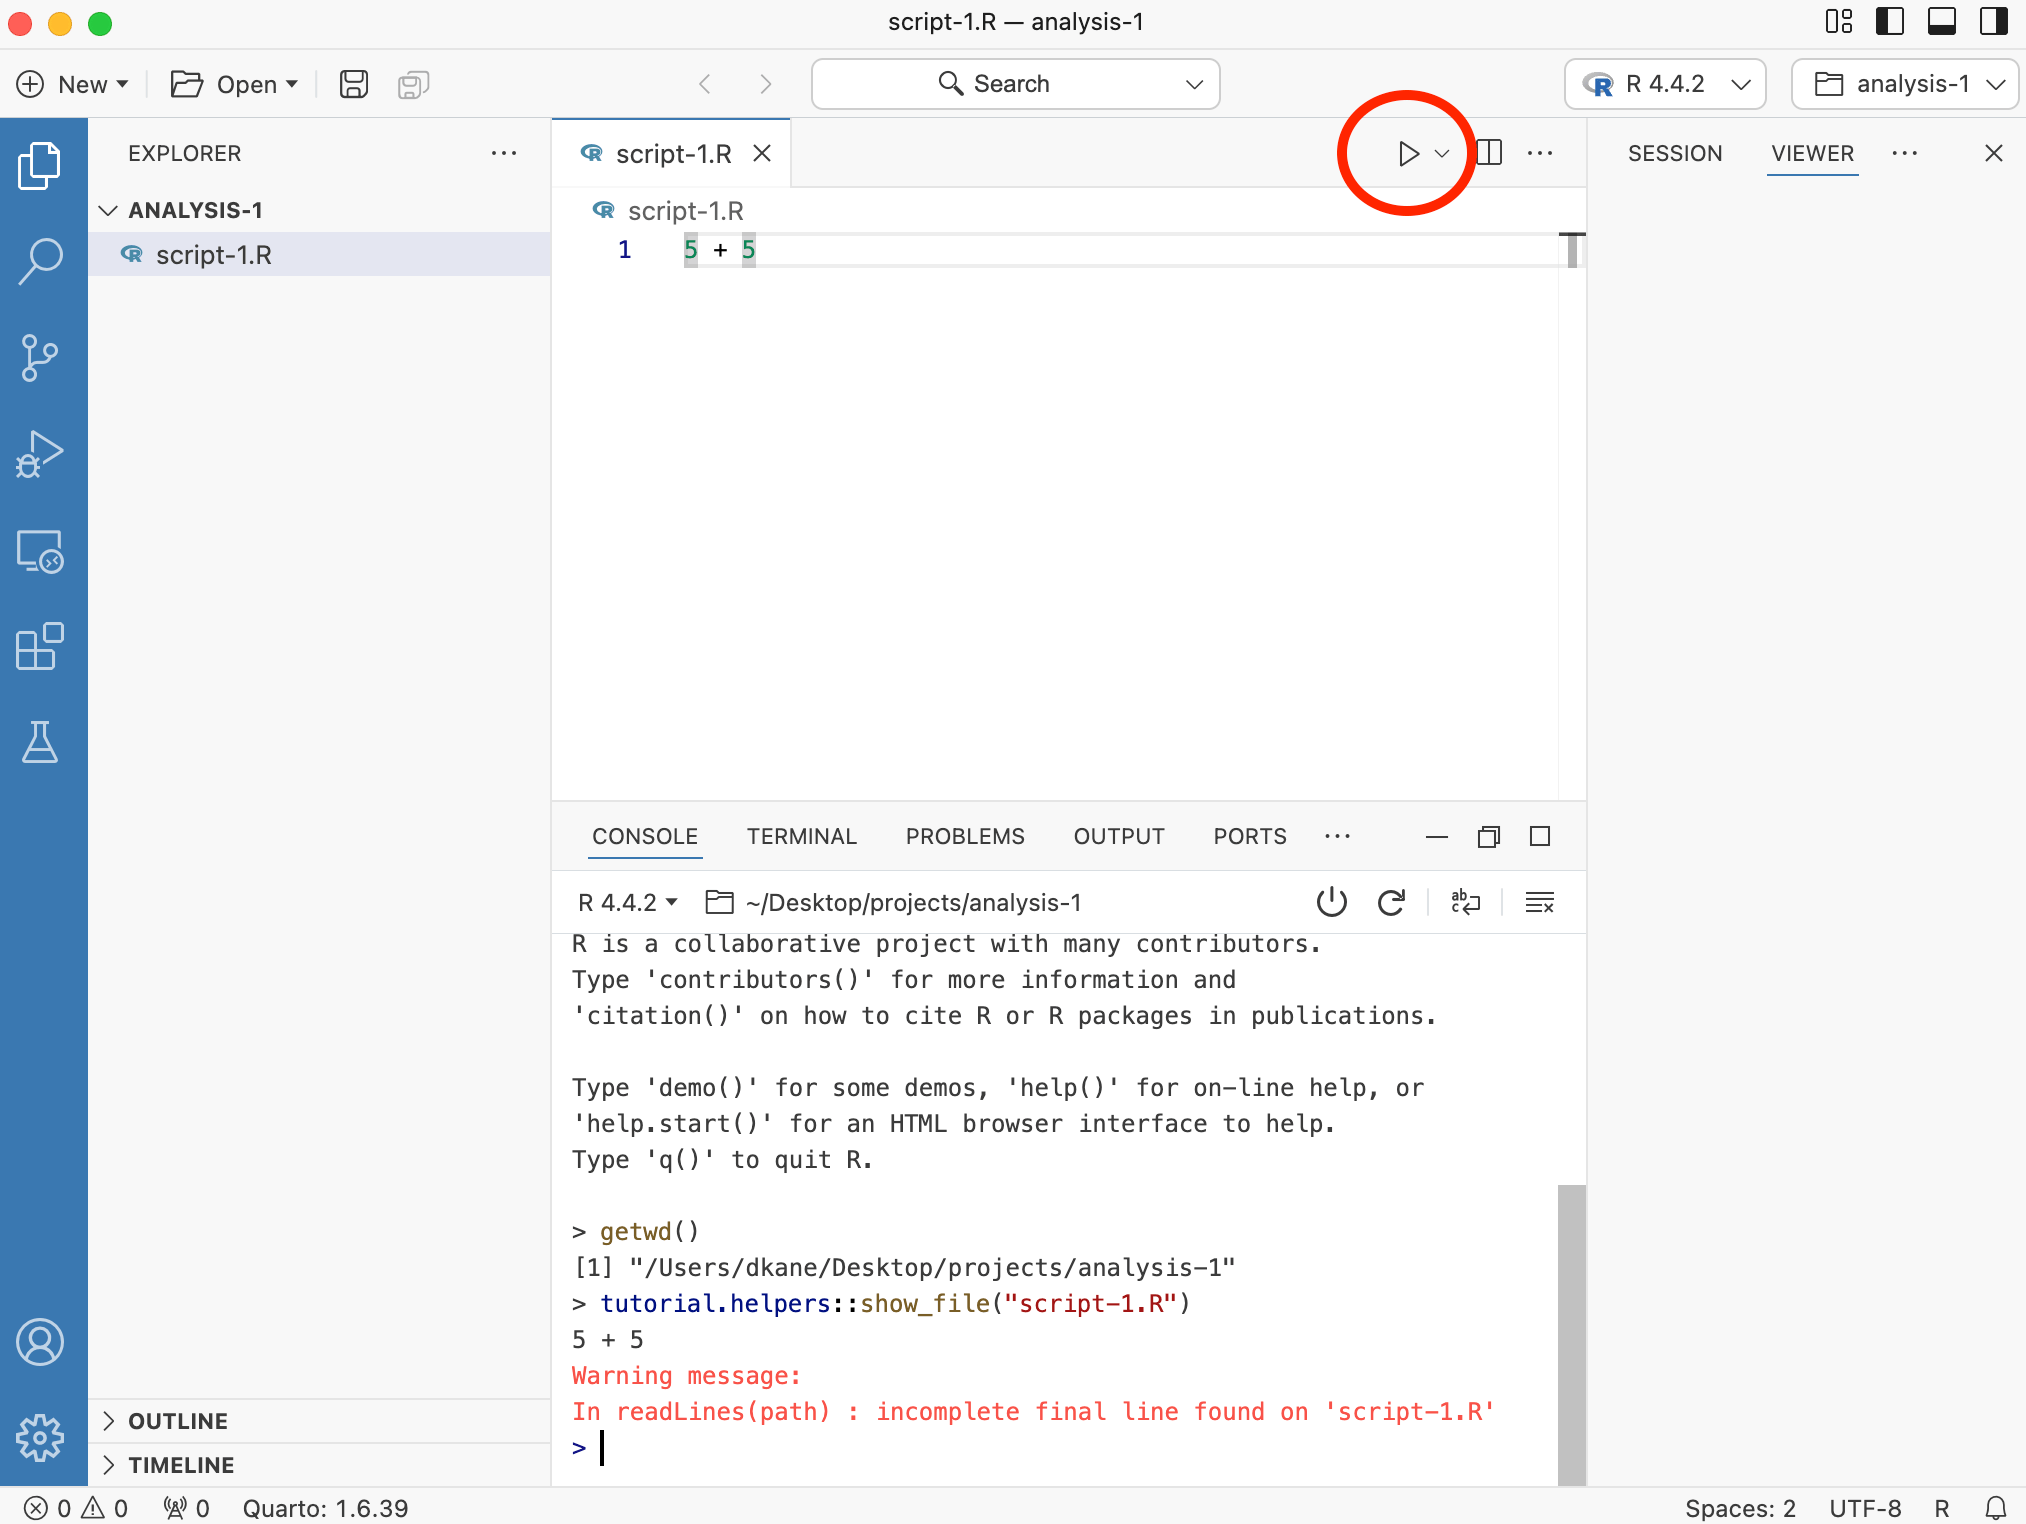 script-1.R — analysis-1
New
Open
Search
R 4.4.2
analysis-1
EXPLORER
ANALYSIS-1
script-1.R
script-1.R
script-1.R
1 5 + 5
SESSION
VIEWER
CONSOLE
TERMINAL
PROBLEMS
OUTPUT
PORTS
R 4.4.2
~/Desktop/projects/analysis-1
R is a collaborative project with many contributors.
Type 'contributors()' for more information and
'citation()' on how to cite R or R packages in publications.
Type 'demo()' for some demos, 'help()' for on-line help, or
'help.start()' for an HTML browser interface to help.
Type 'q()' to quit R.
> getwd()
[1] "/Users/dkane/Desktop/projects/analysis-1"
> tutorial.helpers::show_file("script-1.R")
5 + 5
Warning message:
In readLines(path) : incomplete final line found on 'script-1.R'
>
OUTLINE
TIMELINE
0
0
0
Quarto: 1.6.39
Spaces: 2
UTF-8
R